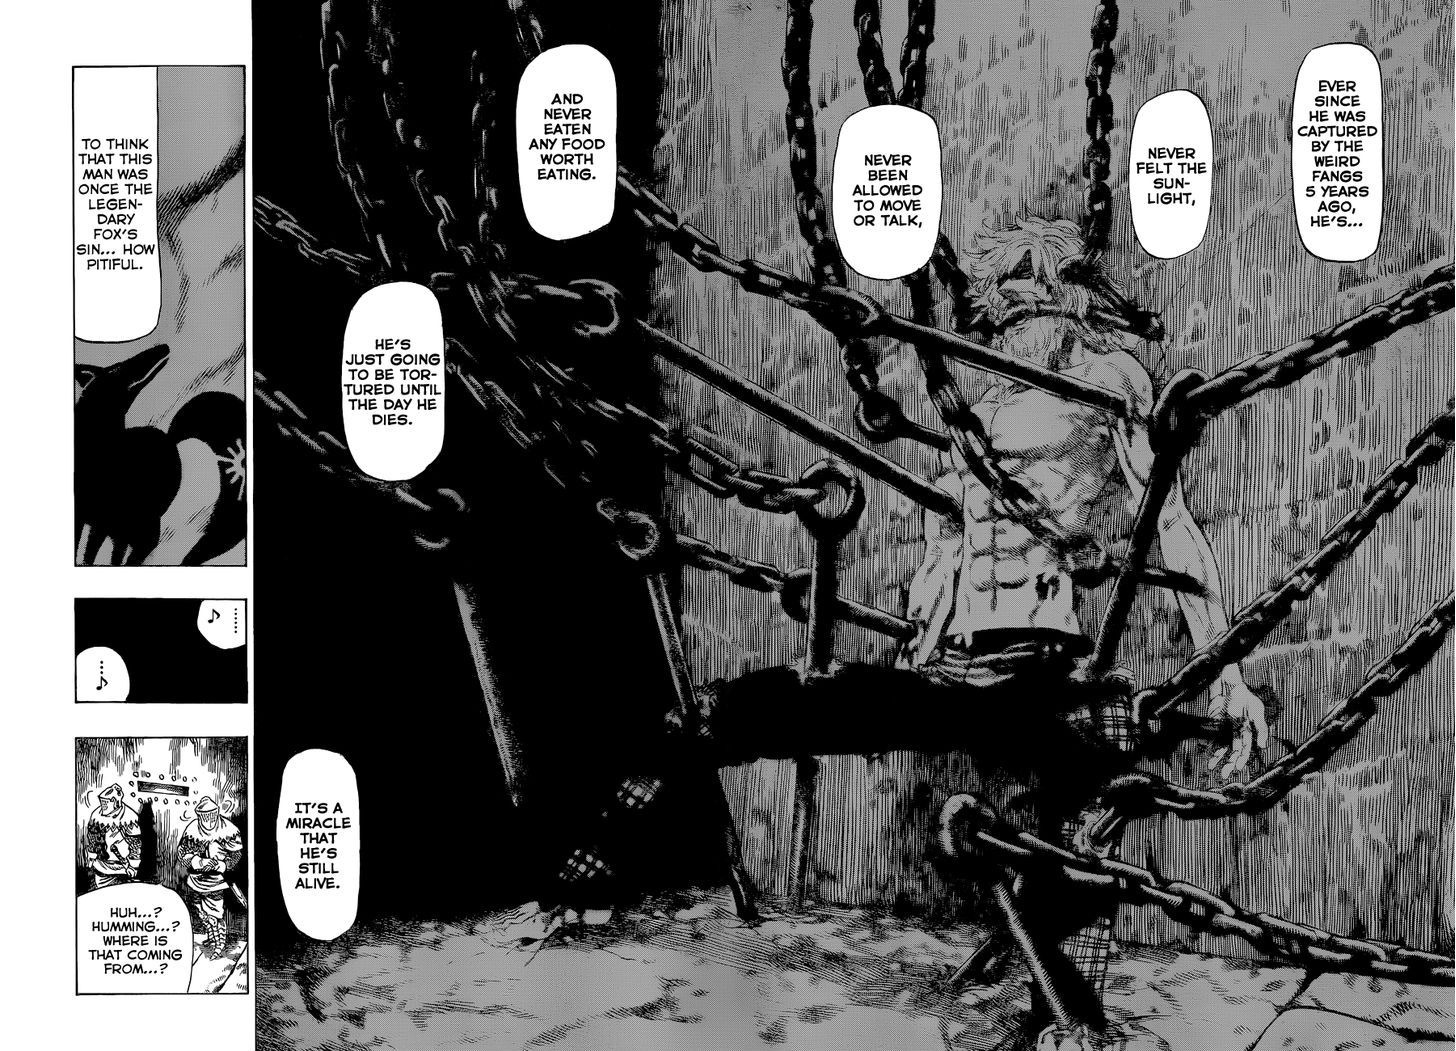 EVER
SINCE
HE WAS
CAPTURED
BY THE
WEIRD
FANGS
5 YEARS
AGO,
HE'S...
NEVER
FELT THE
SUN-
LIGHT,
NEVER
BEEN
ALLOWED
TO MOVE
OR TALK,
AND
NEVER
EATEN
ANY FOOD
WORTH
EATING.
HE'S
JUST GOING
TO BE TOR-
TURED UNTIL
THE DAY HE
DIES.
IT'S A
MIRACLE
THAT
HE'S
STILL
ALIVE.
TO THINK
THAT THIS
MAN WAS
ONCE THE
LEGEN-
DARY
FOX'S
SIN... HOW
PITIFUL.
......♪
...♪
HUH...?
HUMMING...?
WHERE IS
THAT COMING
FROM...?